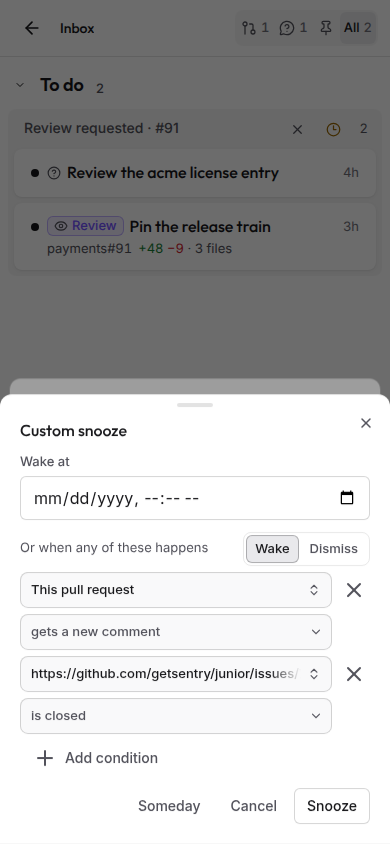 Inbox
1
1
All 2
To do 2
Review requested · #91
2
Review the acme license entry
4h
Review
Pin the release train
3h
payments#91 +48 −9 · 3 files
Custom snooze
Wake at
mm/dd/yyyy, --:-- --
Or when any of these happens
Wake
Dismiss
This pull request
gets a new comment
https://github.com/getsentry/junior/issues/
is closed
Add condition
Someday
Cancel
Snooze